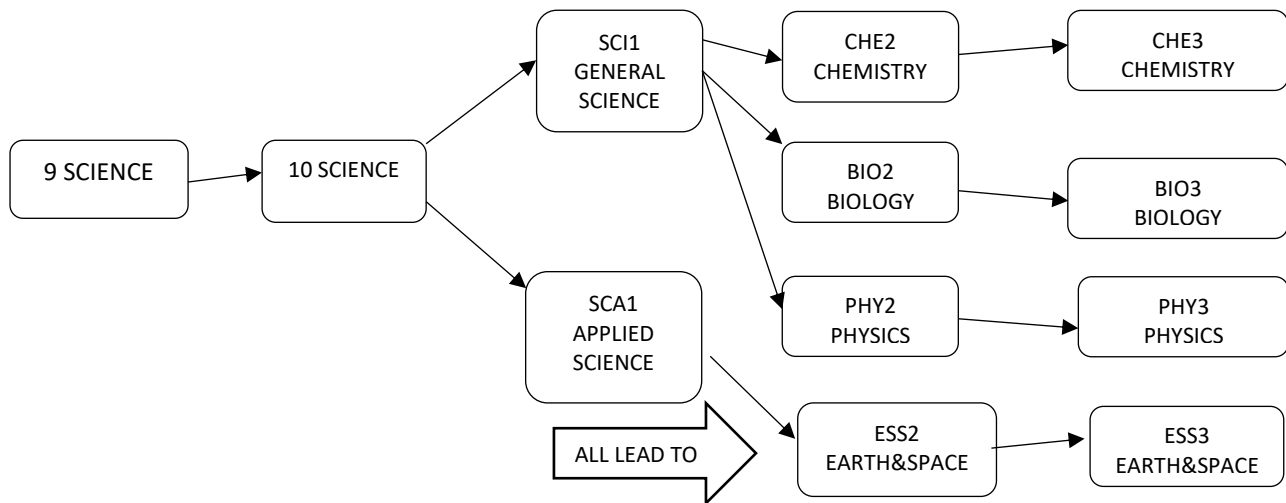 9 SCIENCE
10 SCIENCE
SCI1
GENERAL
SCIENCE
SCA1
APPLIED
SCIENCE
CHE2
CHEMISTRY
CHE3
CHEMISTRY
BIO2
BIOLOGY
BIO3
BIOLOGY
PHY2
PHYSICS
PHY3
PHYSICS
ALL LEAD TO
ESS2
EARTH&SPACE
ESS3
EARTH&SPACE